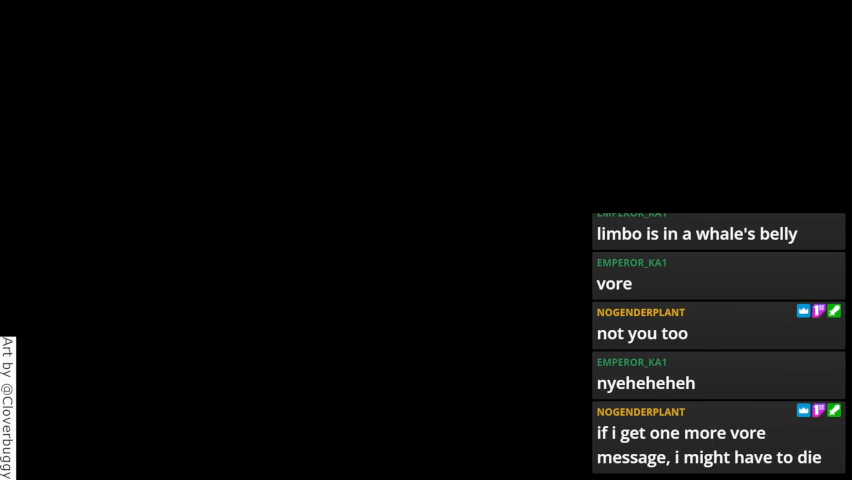 EMPEROR_KA1
limbo is in a whale's belly
EMPEROR_KA1
vore
NOGENDERPLANT
not you too
EMPEROR_KA1
nyeheheheh
NOGENDERPLANT
if i get one more vore
message, i might have to die
Art by @Cloverbuggy